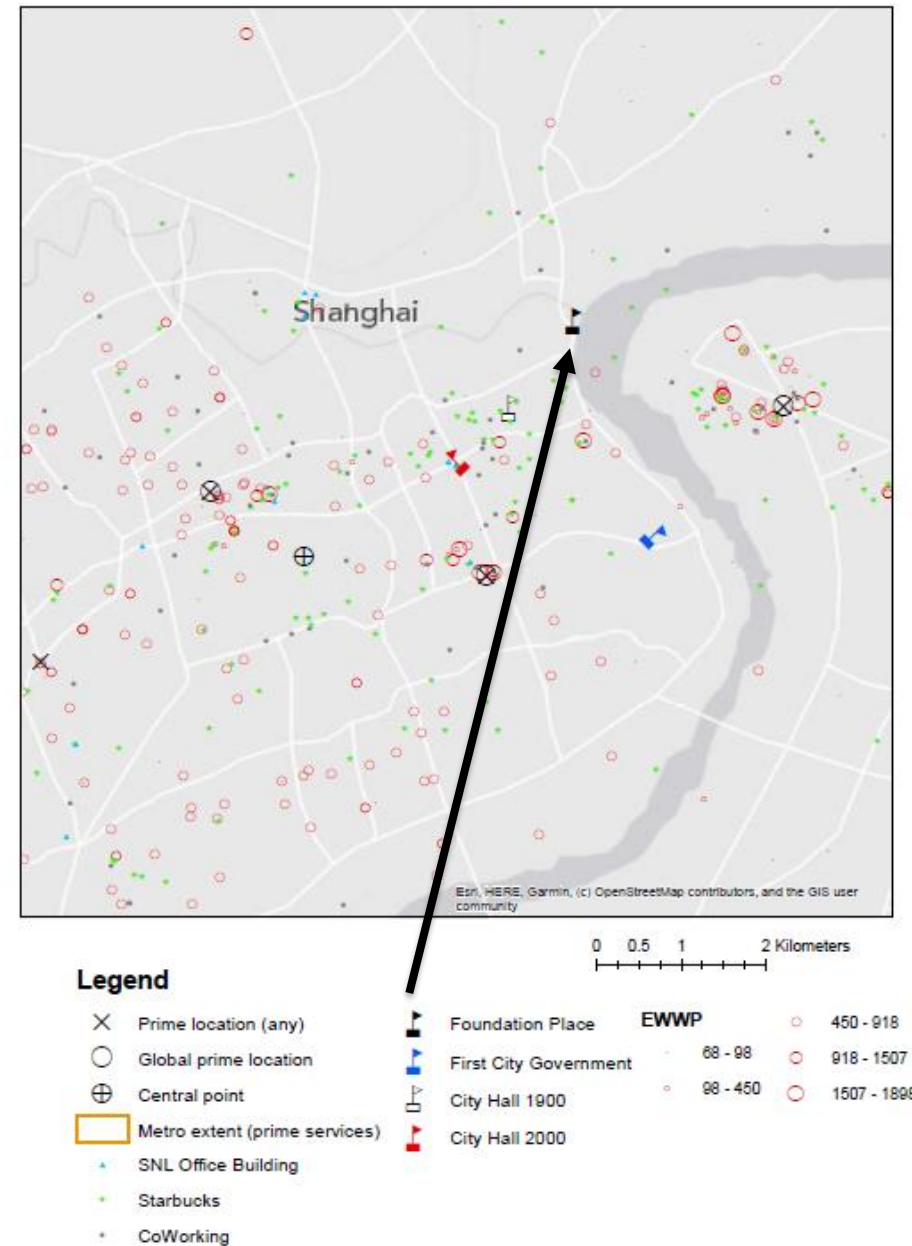 Shanghai
Esri, HERE, Garmin, (c) OpenStreetMap contributors, and the GIS user
community
0 0.5 1 2 Kilometers
Legend
Prime location (any)
Global prime location
Central point
Metro extent (prime services)
SNL Office Building
Starbucks
CoWorking
Foundation Place
First City Government
City Hall 1900
City Hall 2000
EWWP
68 - 98
98 - 450
450 - 918
918 - 1507
1507 - 1898